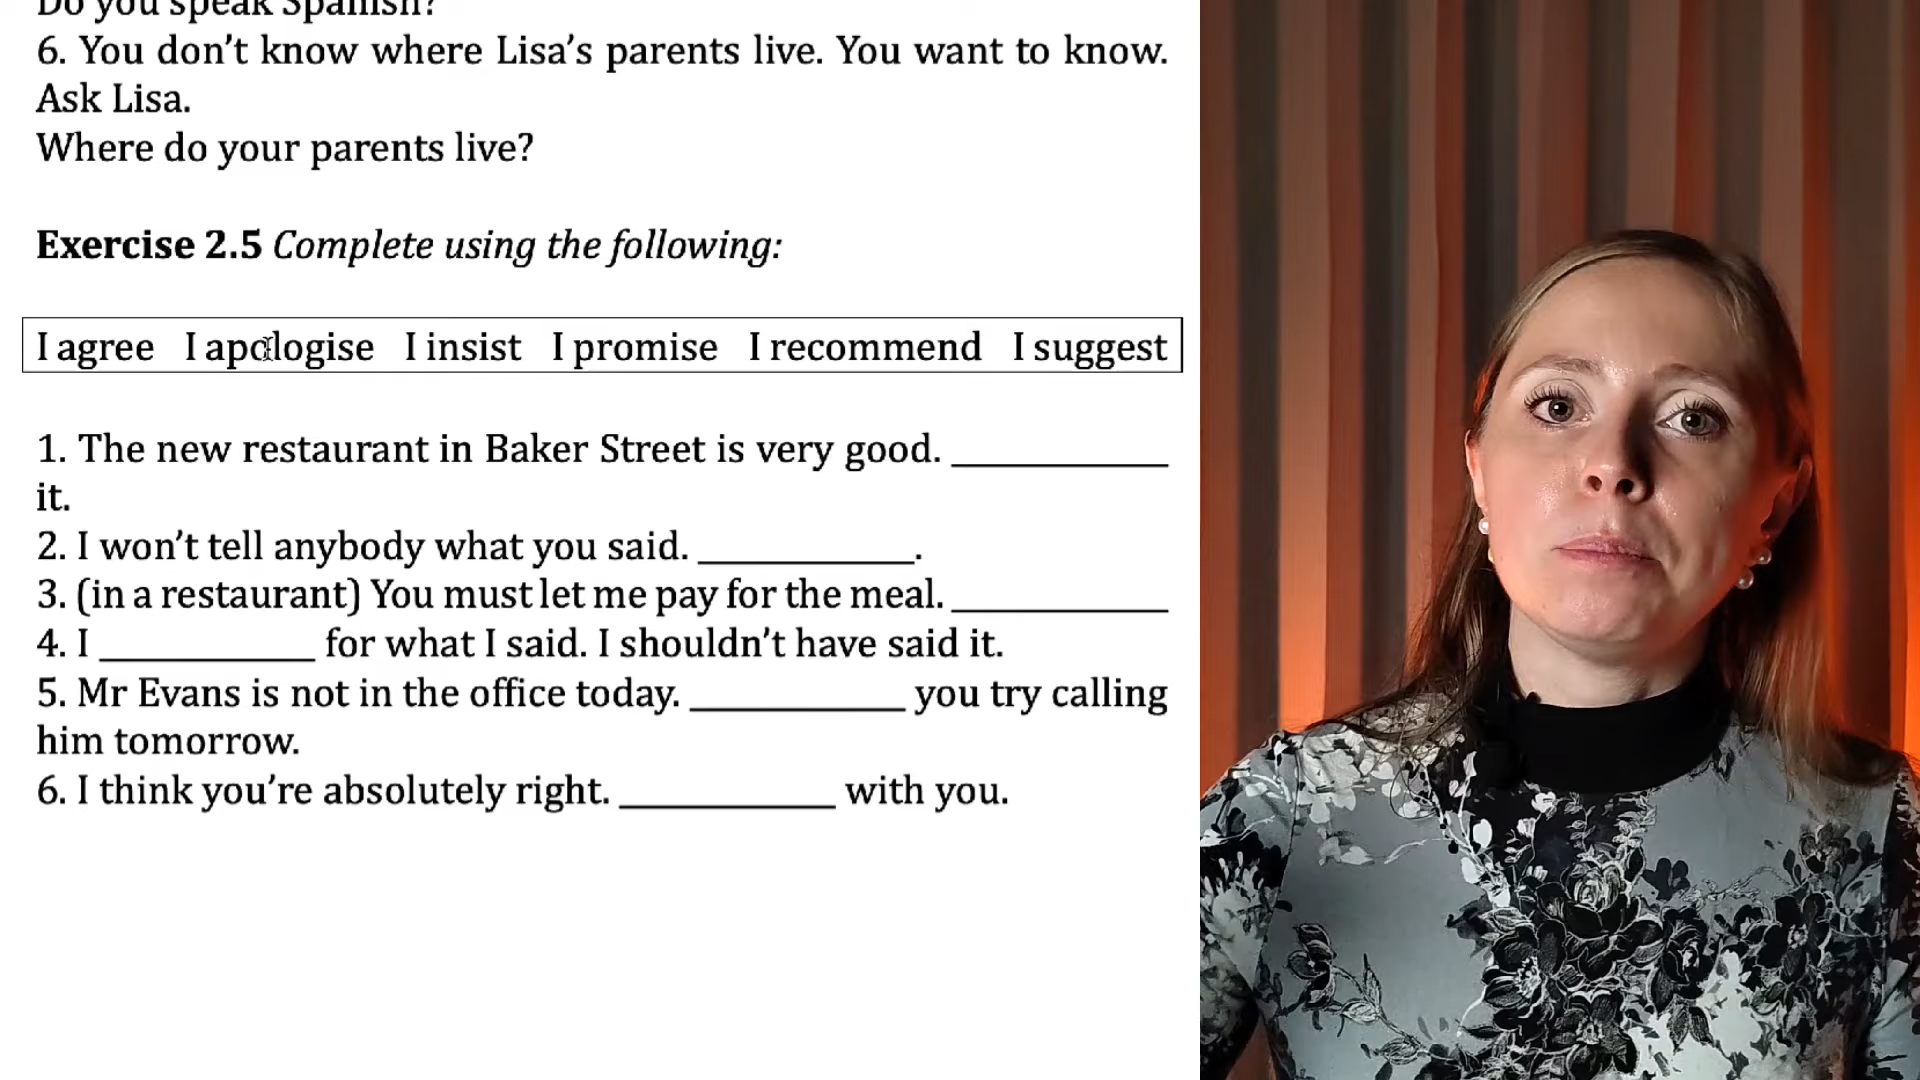 Do you speak Spanish?
6. You don’t know where Lisa’s parents live. You want to know.
Ask Lisa.
Where do your parents live?
Exercise 2.5 Complete using the following:
I agree I apologise I insist I promise I recommend I suggest
1. The new restaurant in Baker Street is very good. ___________
it.
2. I won’t tell anybody what you said. ___________.
3. (in a restaurant) You must let me pay for the meal. ___________
4. I ___________ for what I said. I shouldn’t have said it.
5. Mr Evans is not in the office today. ___________ you try calling
him tomorrow.
6. I think you’re absolutely right. ___________ with you.